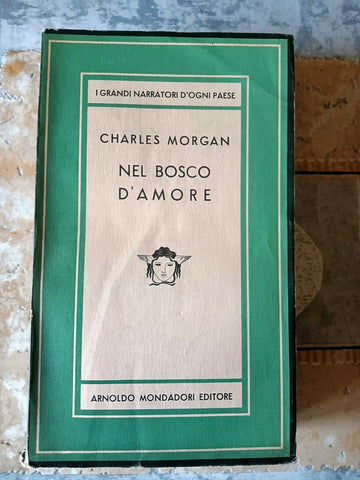 I GRANDI NARRATORI D'OGNI PAESE
CHARLES MORGAN
NEL BOSCO
D'AMORE
ARNOLDO MONDADORI EDITORE